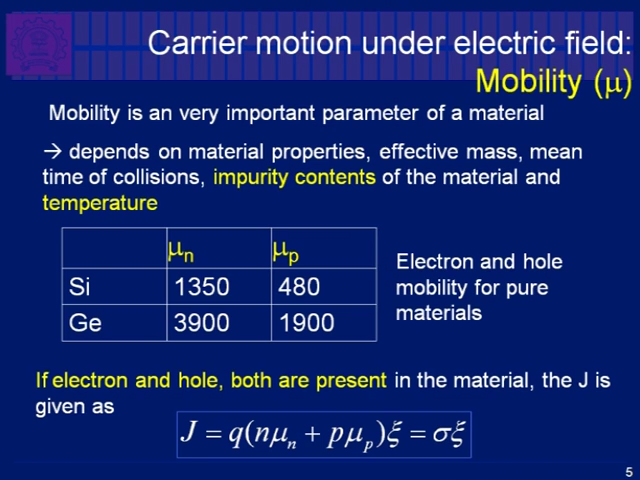 Carrier motion under electric field:
Mobility (μ)
Mobility is an very important parameter of a material
→ depends on material properties, effective mass, mean
time of collisions, impurity contents of the material and
temperature
μn μp
Si 1350 480
Ge 3900 1900
Electron and hole
mobility for pure
materials
If electron and hole, both are present in the material, the J is
given as
J = q(nμn + pμp)ξ = σξ
5